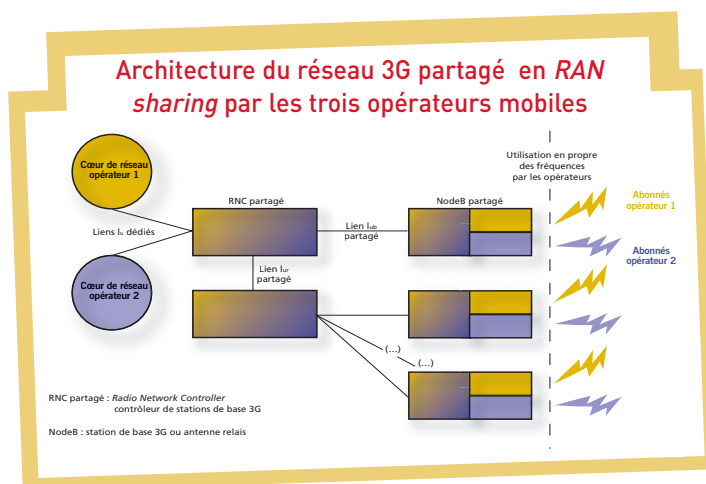 Architecture du réseau 3G partagé en RAN
sharing par les trois opérateurs mobiles
Cœur de réseau
opérateur 1
Liens Iu dédiés
Cœur de réseau
opérateur 2
RNC partagé
Lien Iub
partagé
Lien Iur
partagé
NodeB partagé
Utilisation en propre
des fréquences
par les opérateurs
Abonnés
opérateur 1
Abonnés
opérateur 2
(...)
(...)
RNC partagé : Radio Network Controller
contrôleur de stations de base 3G
NodeB : station de base 3G ou antenne relais